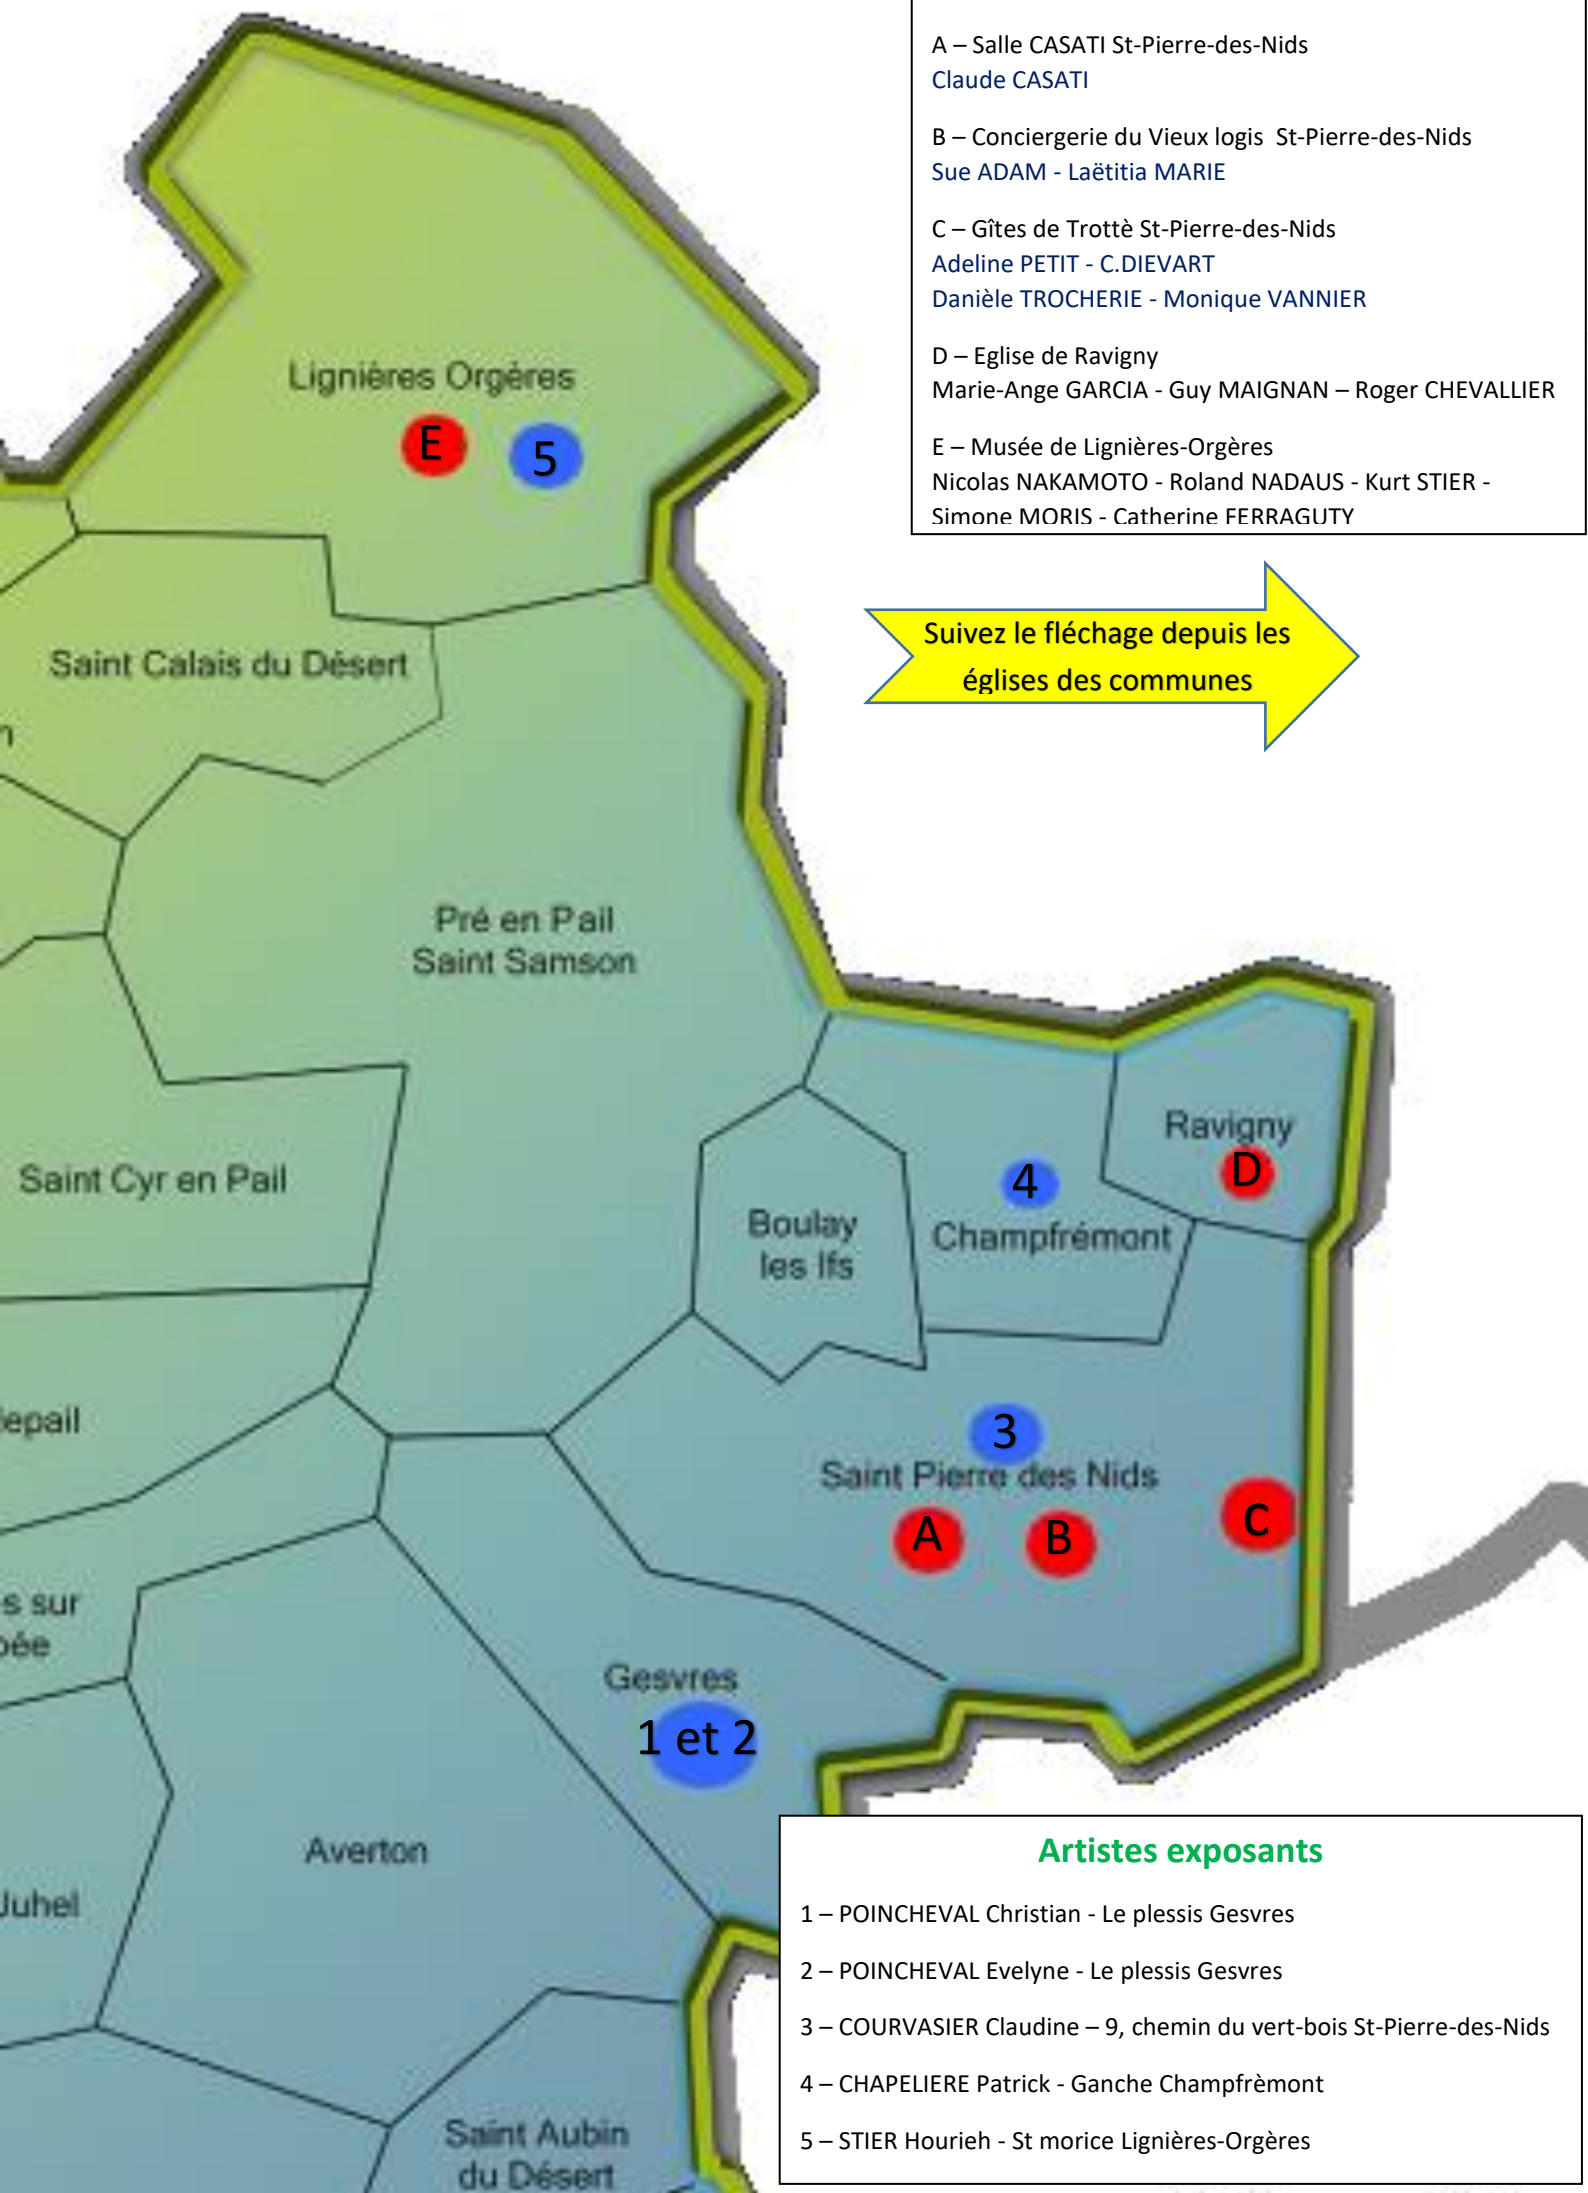 A – Salle CASATI St-Pierre-des-Nids
Claude CASATI
B – Conciergerie du Vieux logis St-Pierre-des-Nids
Sue ADAM - Laëtitia MARIE
C – Gîtes de Trottè St-Pierre-des-Nids
Adeline PETIT - C.DIEVART
Danièle TROCHERIE - Monique VANNIER
D – Eglise de Ravigny
Marie-Ange GARCIA - Guy MAIGNAN – Roger CHEVALLIER
E – Musée de Lignières-Orgères
Nicolas NAKAMOTO - Roland NADAUS - Kurt STIER -
Simone MORIS - Catherine FERRAGUTY
Lignières Orgères
E
5
Suivez le fléchage depuis les
églises des communes
Saint Calais du Désert
n
Pré en Pail
Saint Samson
Ravigny
D
Saint Cyr en Pail
4
Champfrémont
Boulay
les Ifs
lepail
3
Saint Pierre des Nids
A
B
C
s sur
pée
Gesvres
1 et 2
Averton
Juhel
Saint Aubin
du Désert
Artistes exposants
1 – POINCHEVAL Christian - Le plessis Gesvres
2 – POINCHEVAL Evelyne - Le plessis Gesvres
3 – COURVASIER Claudine – 9, chemin du vert-bois St-Pierre-des-Nids
4 – CHAPELIERE Patrick - Ganche Champfrèmont
5 – STIER Hourieh - St morice Lignières-Orgères